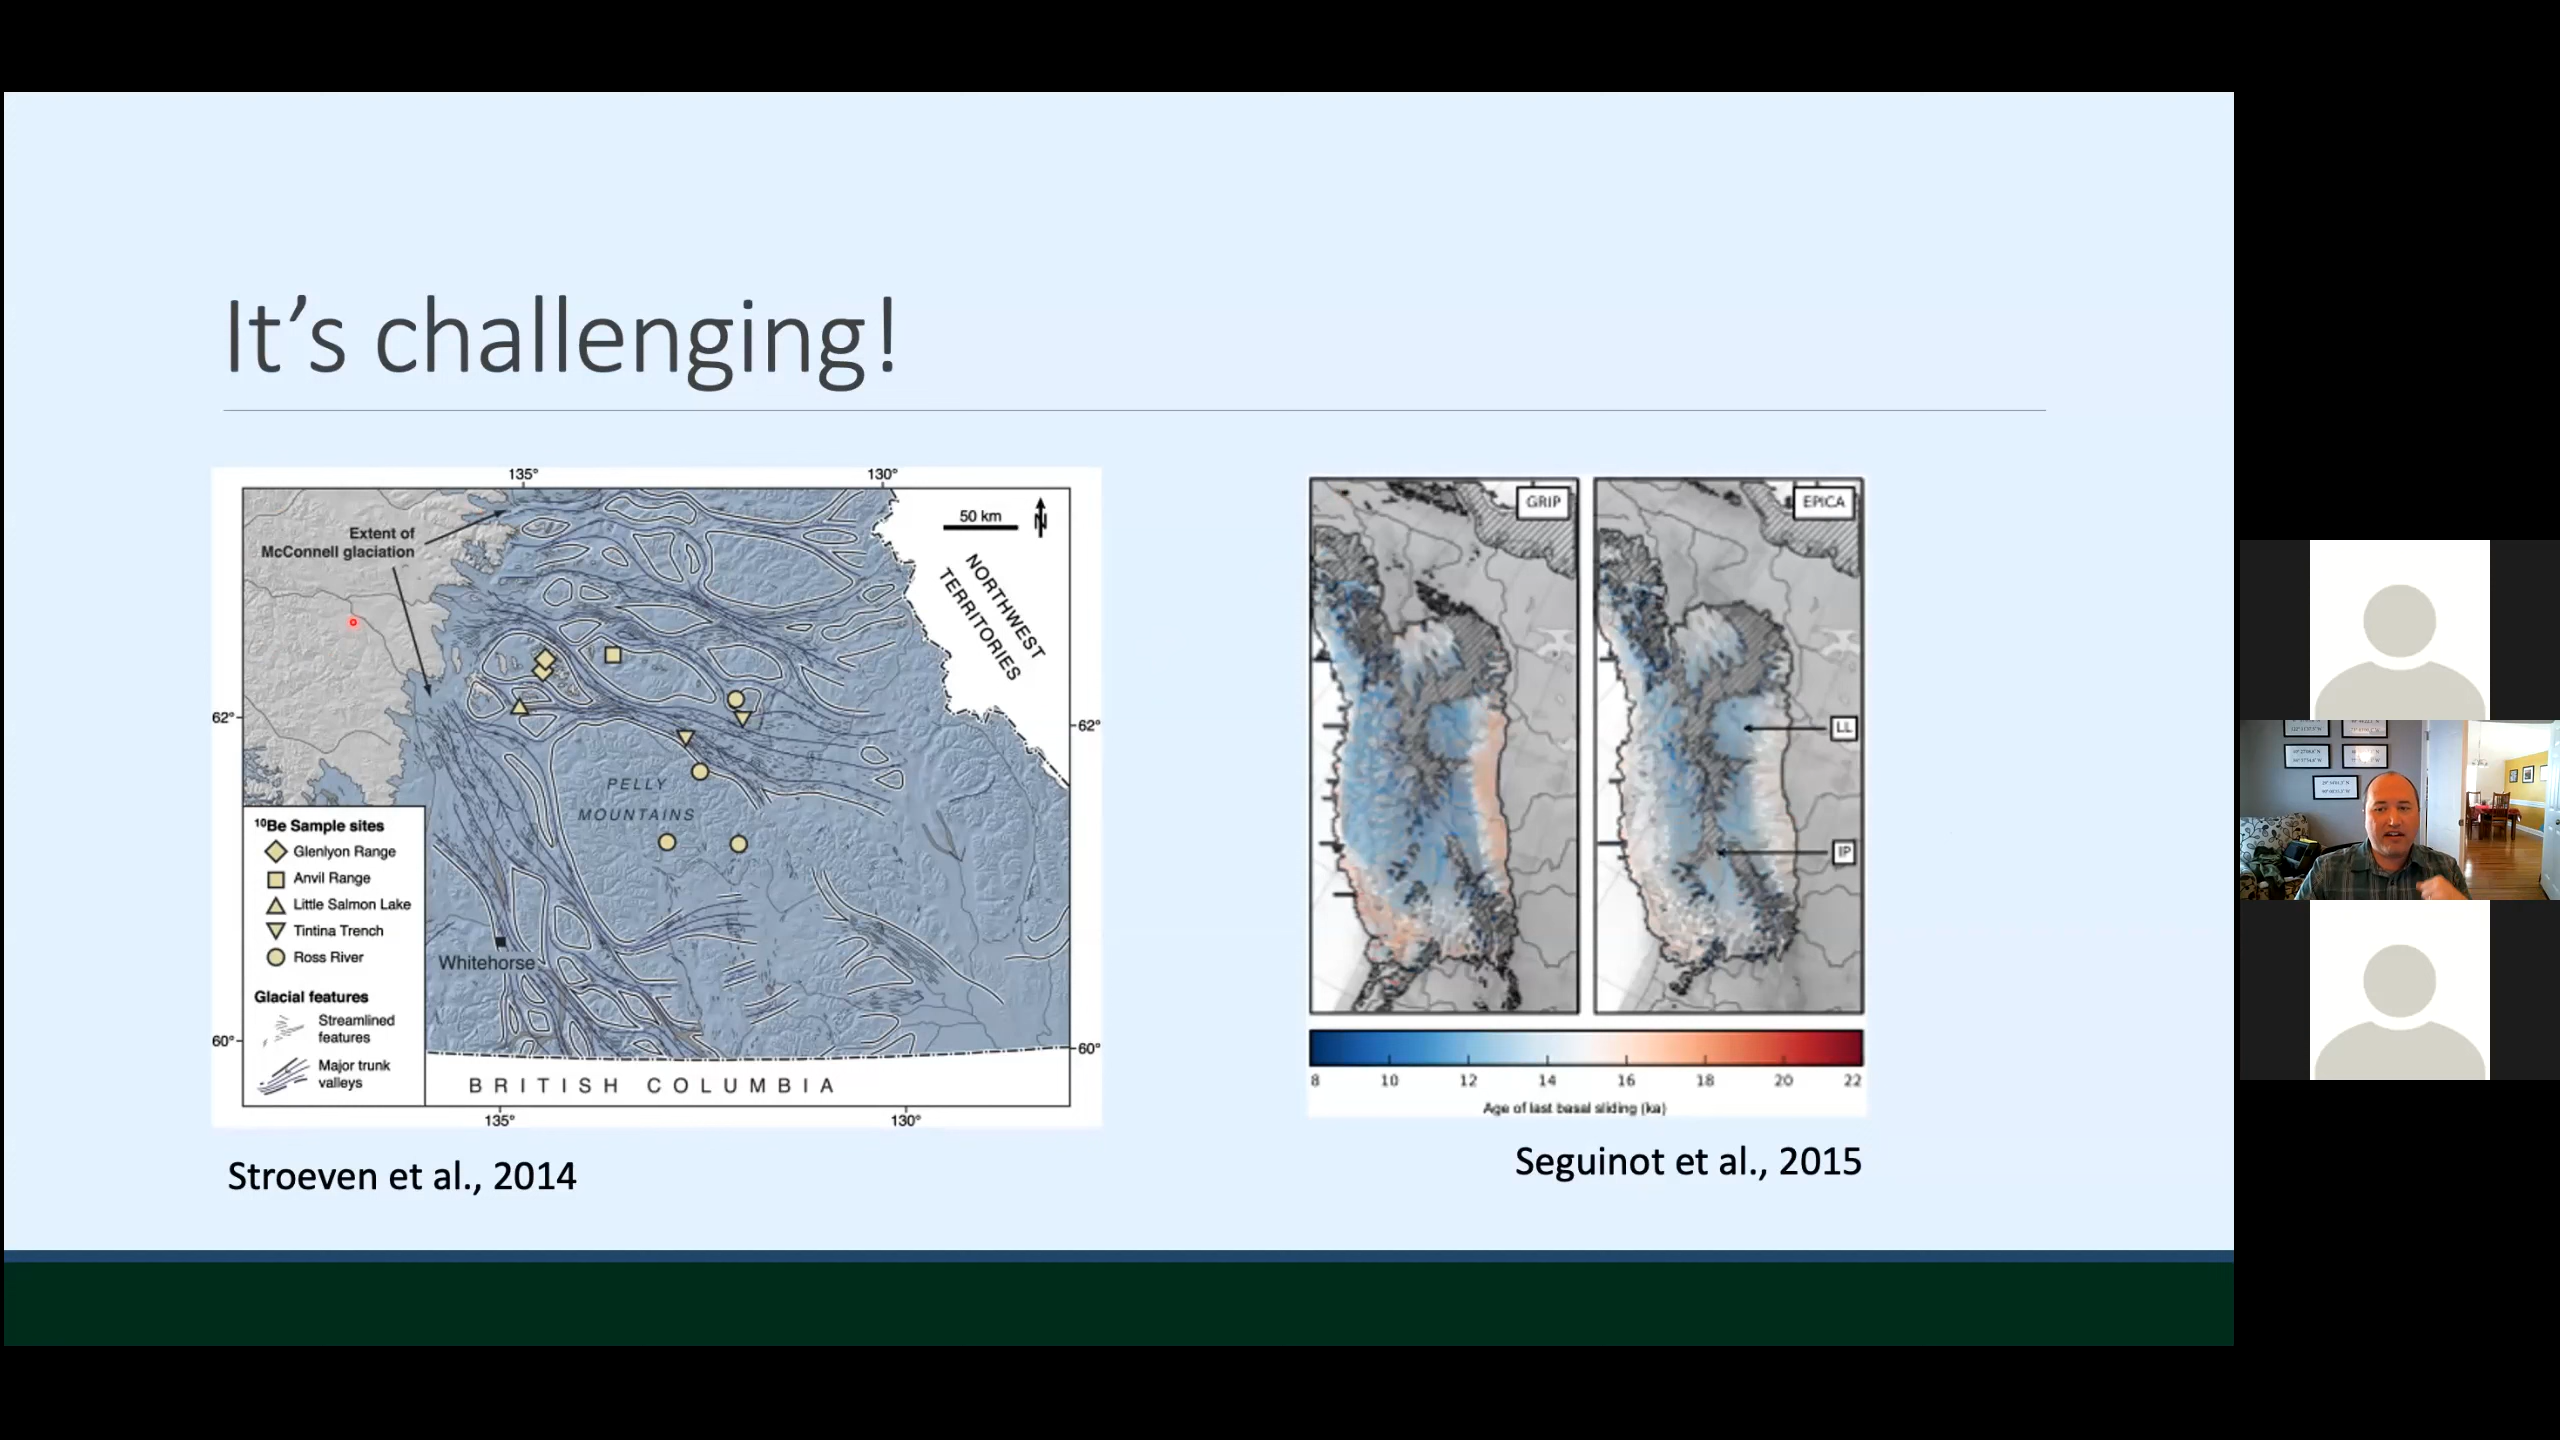 It’s challenging!
135°
130°
Extent of
McConnell glaciation
50 km
N
NORTHWEST
TERRITORIES
62°
62°
PELLY
MOUNTAINS
¹⁰Be Sample sites
Glenlyon Range
Anvil Range
Little Salmon Lake
Tintina Trench
Ross River
Whitehorse
Glacial features
Streamlined
features
Major trunk
valleys
60°
60°
BRITISH COLUMBIA
135°
130°
Stroeven et al., 2014
GRIP
EPICA
LL
IP
8 10 12 14 16 18 20 22
Age of last basal sliding (ka)
Seguinot et al., 2015